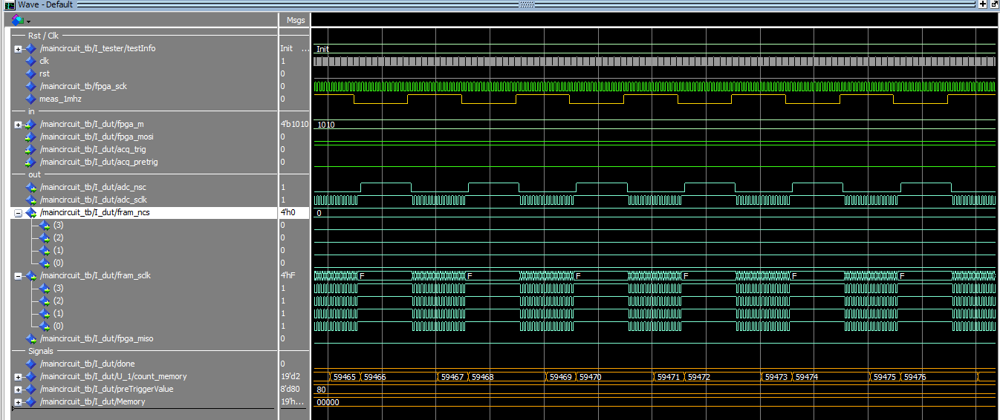 Wave - Default
Msgs
Rst / Clk
/maincircuit_tb/I_tester/testInfo Init ... Init
clk 1
rst 0
/maincircuit_tb/fpga_sck 0
meas_1mhz 0
in
/maincircuit_tb/I_dut/fpga_m 4'b1010 1010
/maincircuit_tb/I_dut/fpga_mosi 0
/maincircuit_tb/I_dut/acq_trig 0
/maincircuit_tb/I_dut/acq_pretrig 0
out
/maincircuit_tb/I_dut/adc_nsc 1
/maincircuit_tb/I_dut/adc_sclk 1
/maincircuit_tb/I_dut/fram_ncs 4'h0 0
(3) 0
(2) 0
(1) 0
(0) 0
/maincircuit_tb/I_dut/fram_sclk 4'hF F F F F F F
(3) 1
(2) 1
(1) 1
(0) 1
/maincircuit_tb/I_dut/fpga_miso 0
Signals
/maincircuit_tb/I_dut/done 0
/maincircuit_tb/I_dut/U_1/count_memory 19'd2 59465 59466 59467 59468 59469 59470 59471 59472 59473 59474 59475 59476
/maincircuit_tb/I_dut/preTriggerValue 8'd80 80
/maincircuit_tb/I_dut/Memory 19'h... 00000